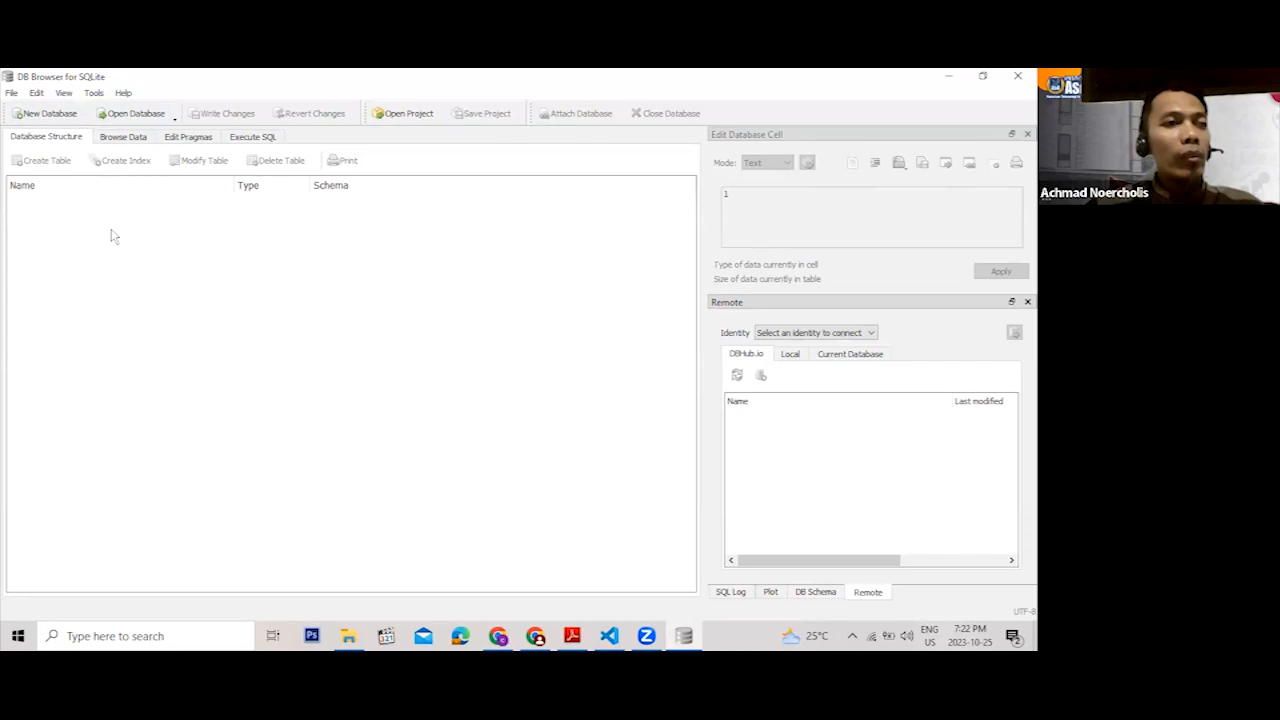 DB Browser for SQLite
File Edit View Tools Help
New Database Open Database Write Changes Revert Changes Open Project Save Project Attach Database Close Database
Database Structure Browse Data Edit Pragmas Execute SQL
Create Table Create Index Modify Table Delete Table Print
Name Type Schema
Edit Database Cell
Mode: Text
1
Type of data currently in cell
Size of data currently in table
Apply
Remote
Identity Select an identity to connect
DBHub.io Local Current Database
Name Last modified
SQL Log Plot DB Schema Remote
UTF-8
Type here to search
Ps
321
25°C
ENG
US
7:22 PM
2023-10-25
2
Achmad Noercholis